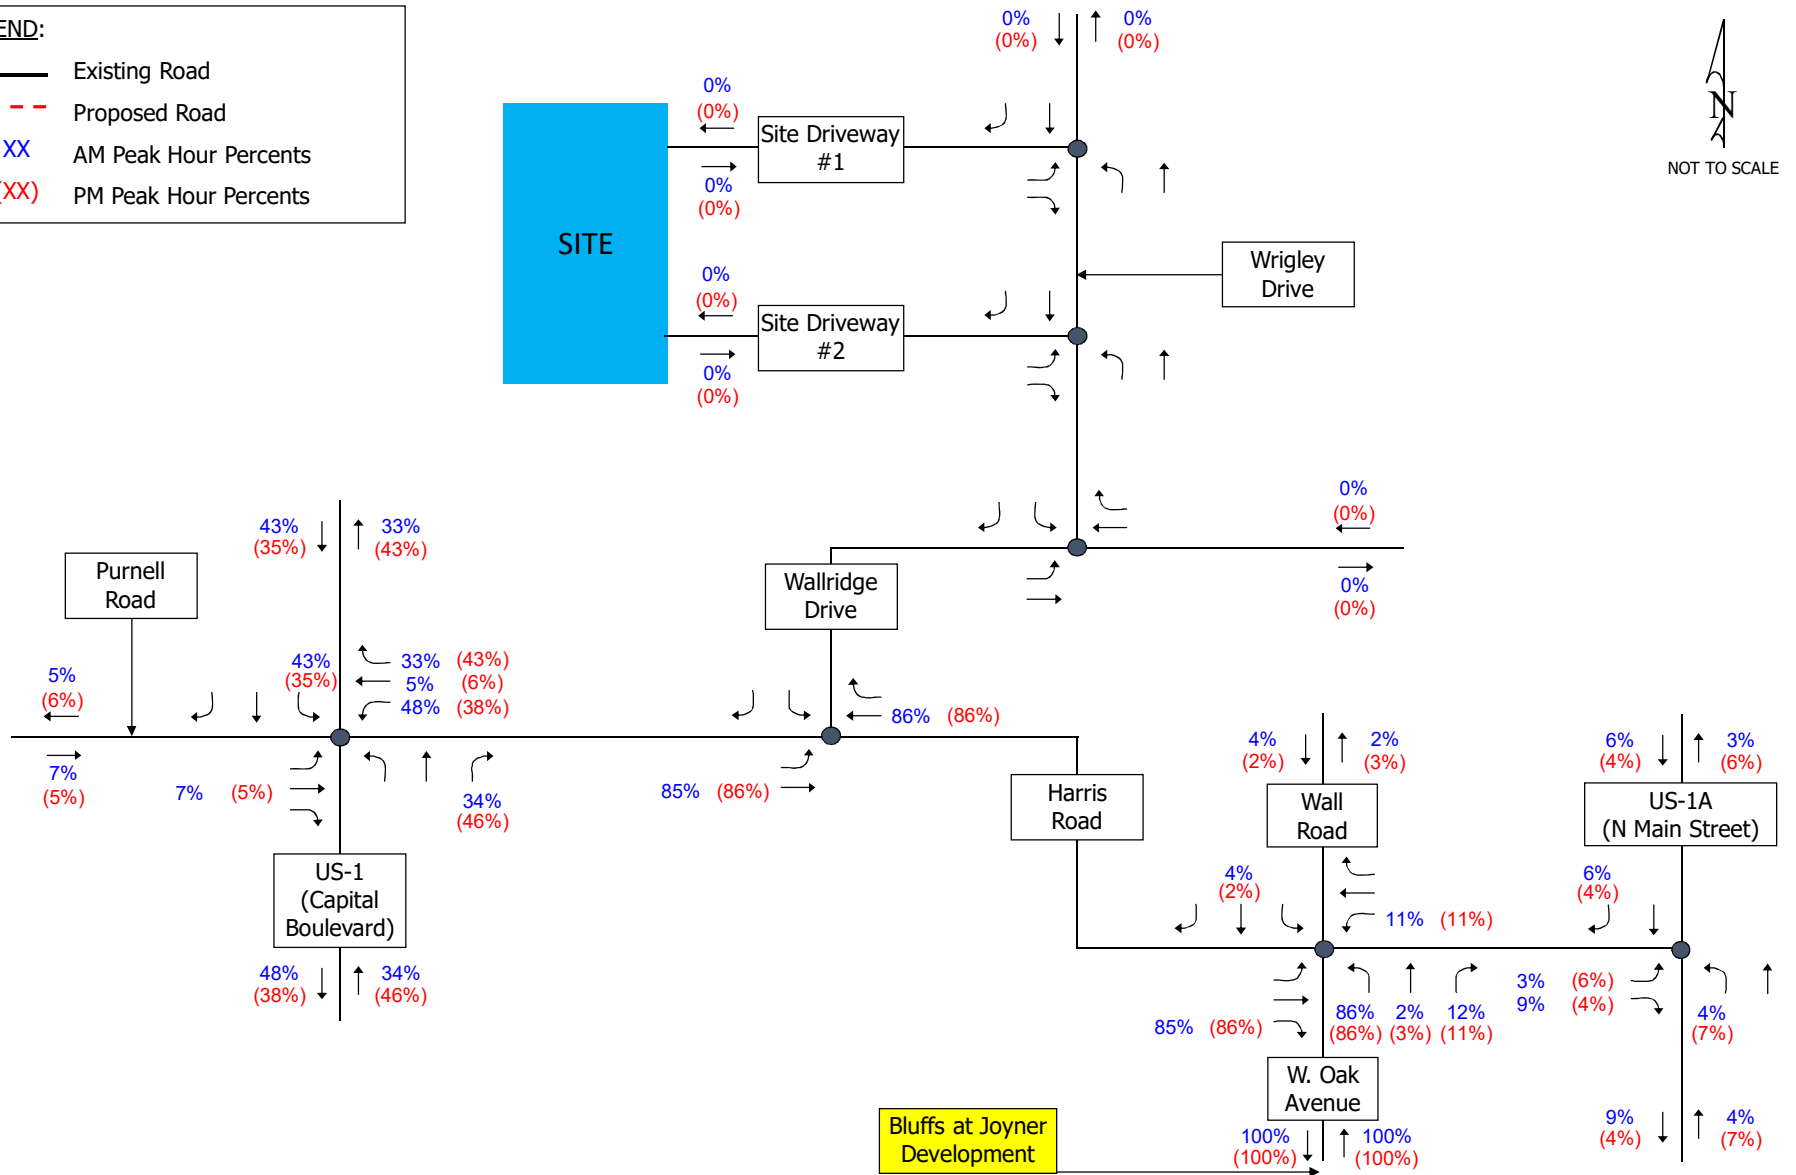 END:
Existing Road
Proposed Road
XX AM Peak Hour Percents
(XX) PM Peak Hour Percents
0% 0%
(0%) (0%)
N
NOT TO SCALE
0%
(0%)
Site Driveway
#1
0%
(0%)
SITE
Wrigley
Drive
0%
(0%)
Site Driveway
#2
0%
(0%)
0%
(0%)
0%
(0%)
43% 33%
(35%) (43%)
Purnell
Road
Wallridge
Drive
5%
(6%)
43%
(35%)
33% (43%)
5% (6%)
48% (38%)
86% (86%)
7%
(5%)
7% (5%)
34%
(46%)
85% (86%)
Harris
Road
4% 2%
(2%) (3%)
Wall
Road
6% 3%
(4%) (6%)
US-1A
(N Main Street)
US-1
(Capital
Boulevard)
48% 34%
(38%) (46%)
4%
(2%)
11% (11%)
6%
(4%)
85% (86%)
86% 2% 12%
(86%) (3%) (11%)
3% (6%)
9% (4%)
4%
(7%)
W. Oak
Avenue
Bluffs at Joyner
Development
100% 100%
(100%) (100%)
9% 4%
(4%) (7%)